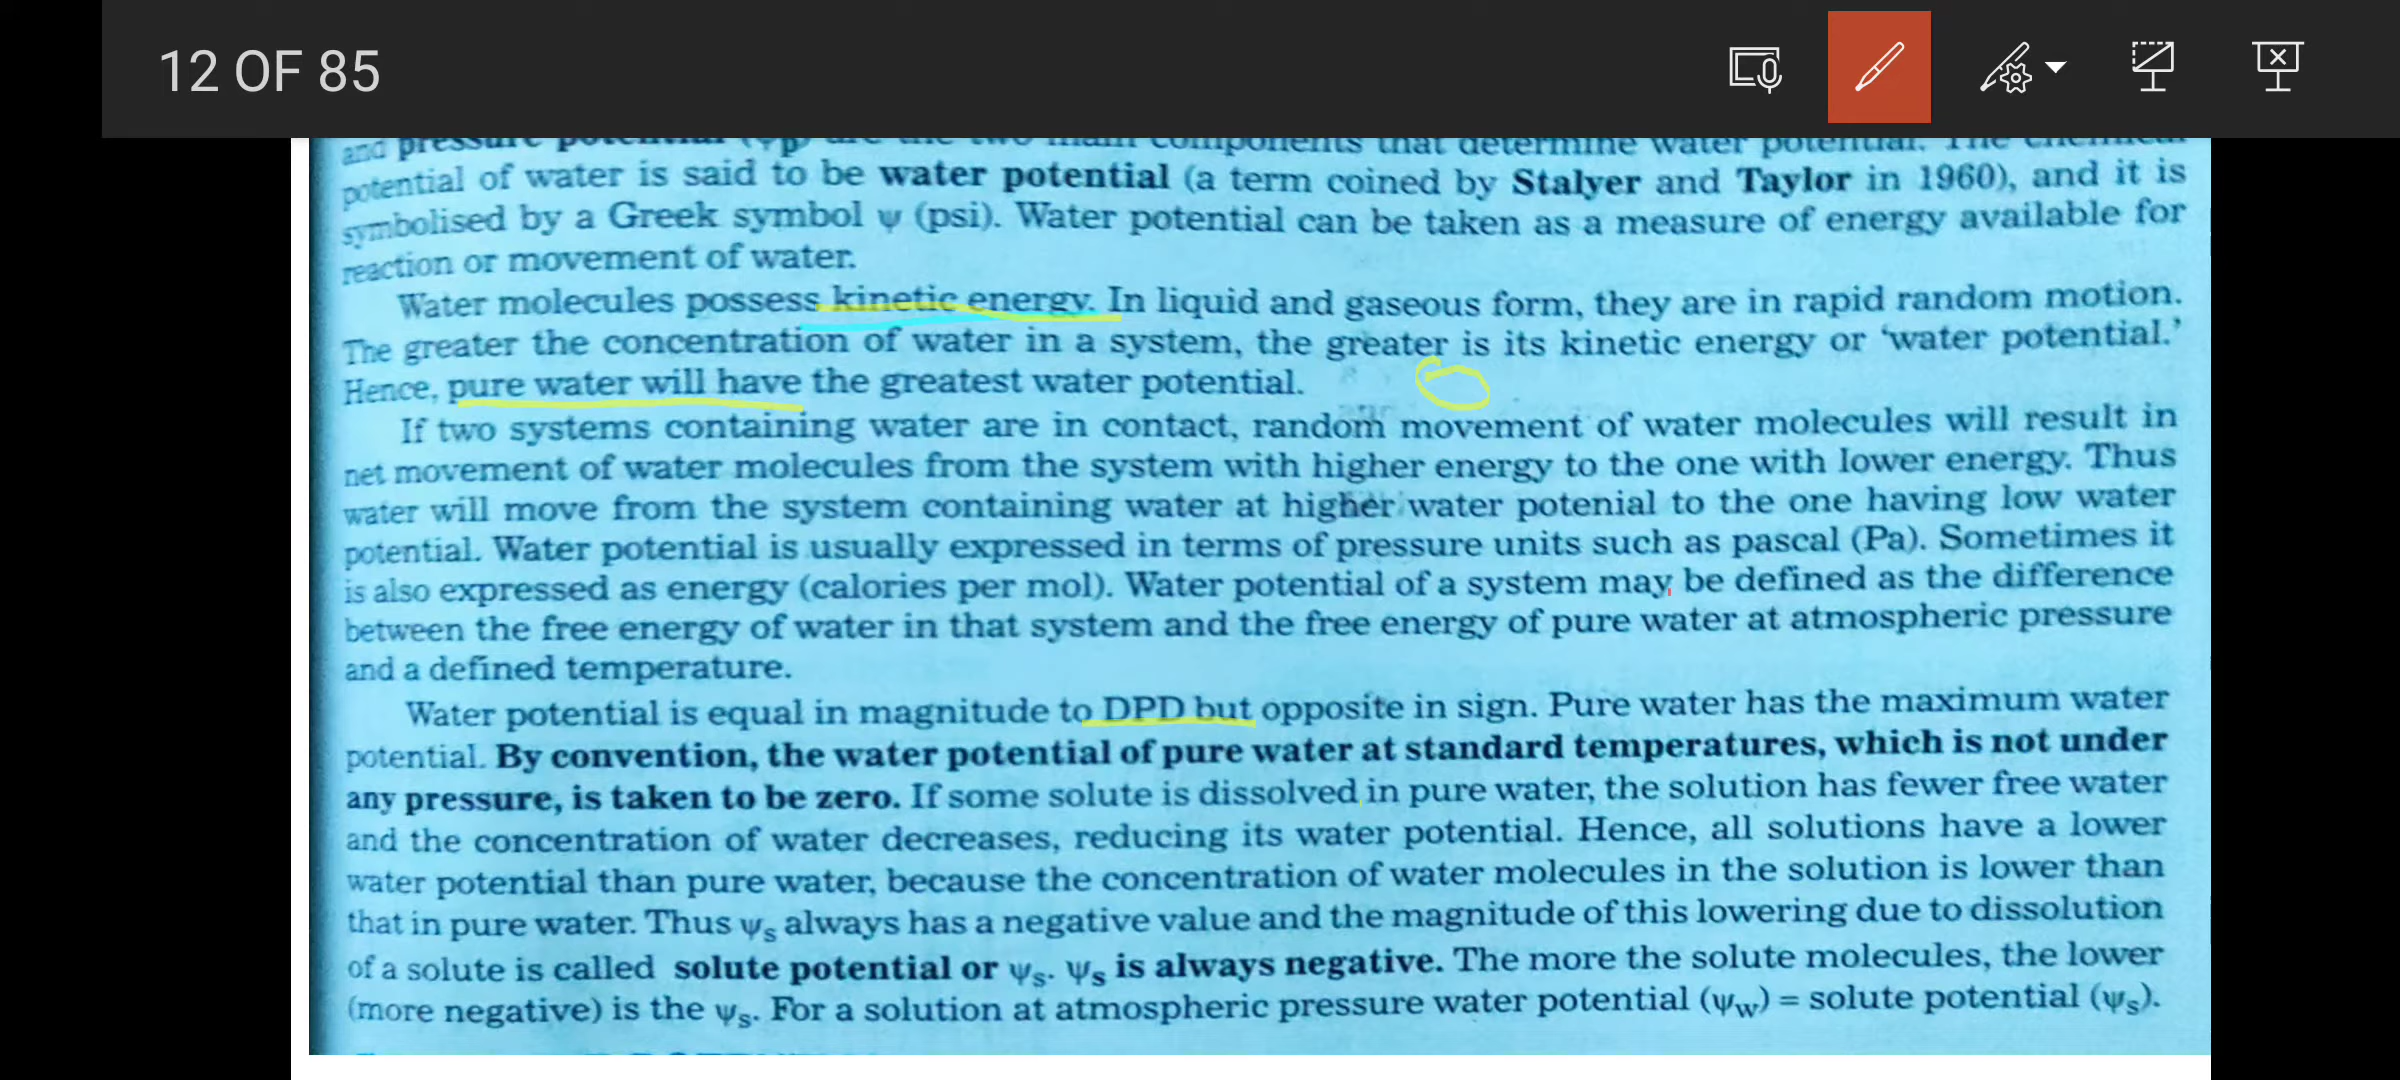 12 OF 85
and pressure potential (ψp are the two main components that determine water potential. The chemical
potential of water is said to be water potential (a term coined by Stalyer and Taylor in 1960), and it is
symbolised by a Greek symbol ψ (psi). Water potential can be taken as a measure of energy available for
reaction or movement of water.
Water molecules possess kinetic energy. In liquid and gaseous form, they are in rapid random motion.
The greater the concentration of water in a system, the greater is its kinetic energy or ‘water potential.’
Hence, pure water will have the greatest water potential.
If two systems containing water are in contact, random movement of water molecules will result in
net movement of water molecules from the system with higher energy to the one with lower energy. Thus
water will move from the system containing water at higher water potenial to the one having low water
potential. Water potential is usually expressed in terms of pressure units such as pascal (Pa). Sometimes it
is also expressed as energy (calories per mol). Water potential of a system may be defined as the difference
between the free energy of water in that system and the free energy of pure water at atmospheric pressure
and a defined temperature.
Water potential is equal in magnitude to DPD but opposite in sign. Pure water has the maximum water
potential. By convention, the water potential of pure water at standard temperatures, which is not under
any pressure, is taken to be zero. If some solute is dissolved in pure water, the solution has fewer free water
and the concentration of water decreases, reducing its water potential. Hence, all solutions have a lower
water potential than pure water, because the concentration of water molecules in the solution is lower than
that in pure water. Thus ψs always has a negative value and the magnitude of this lowering due to dissolution
of a solute is called solute potential or ψs. ψs is always negative. The more the solute molecules, the lower
(more negative) is the ψs. For a solution at atmospheric pressure water potential (ψw) = solute potential (ψs).